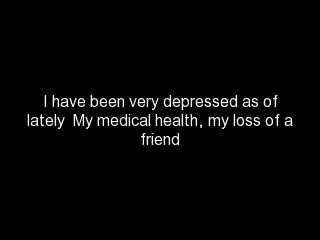 I have been very depressed as of
lately  My medical health, my loss of a
friend